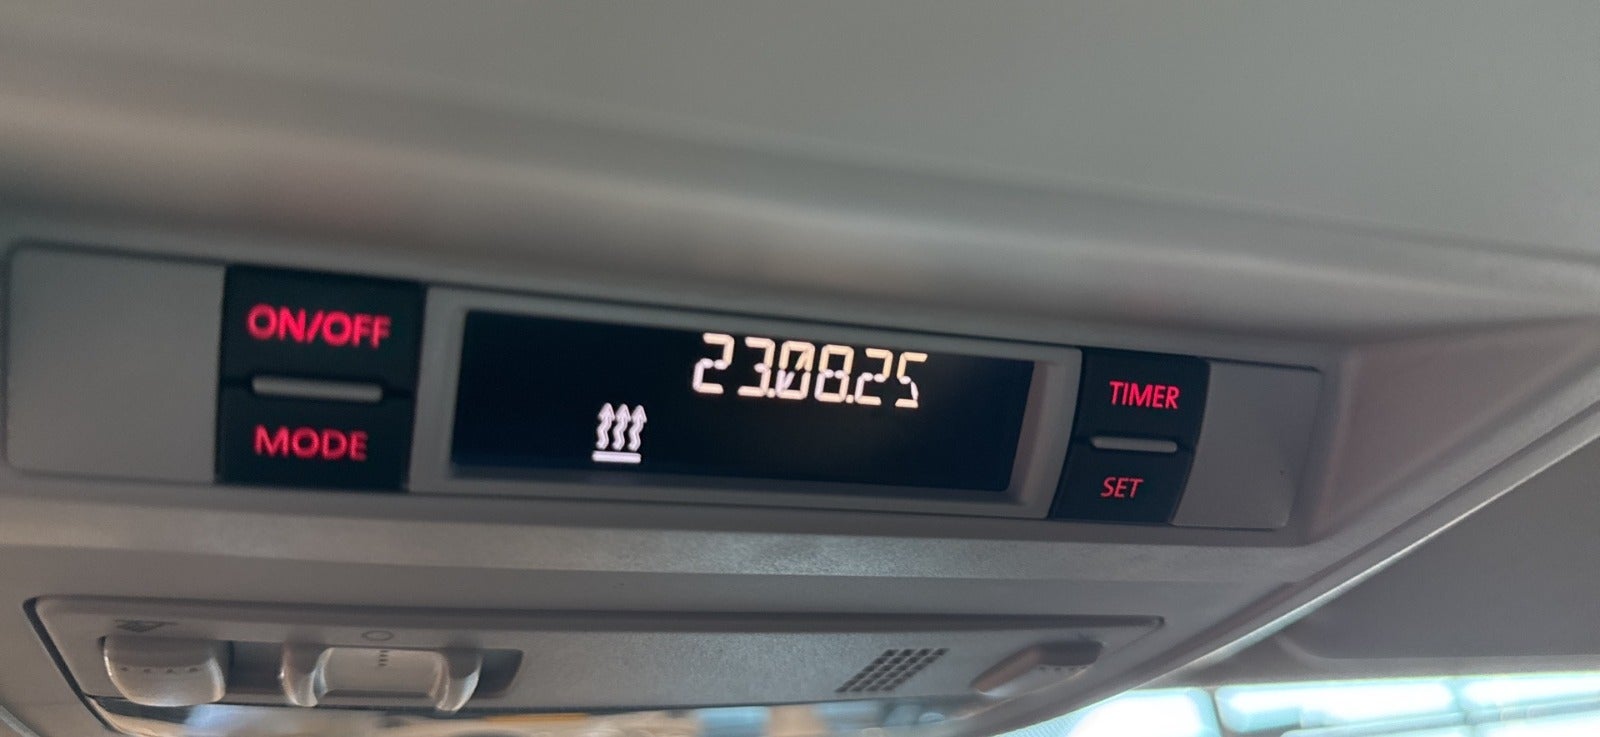 ON/OFF
MODE
23.08.25
TIMER
SET